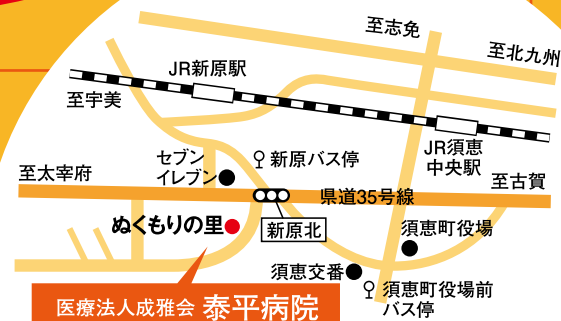 至志免
至北九州
JR新原駅
至宇美
JR須恵
中央駅
セブン
イレブン
新原バス停
至太宰府
至古賀
県道35号線
ぬくもりの里
新原北
須恵町役場
須恵交番
須恵町役場前
バス停
医療法人成雅会 泰平病院